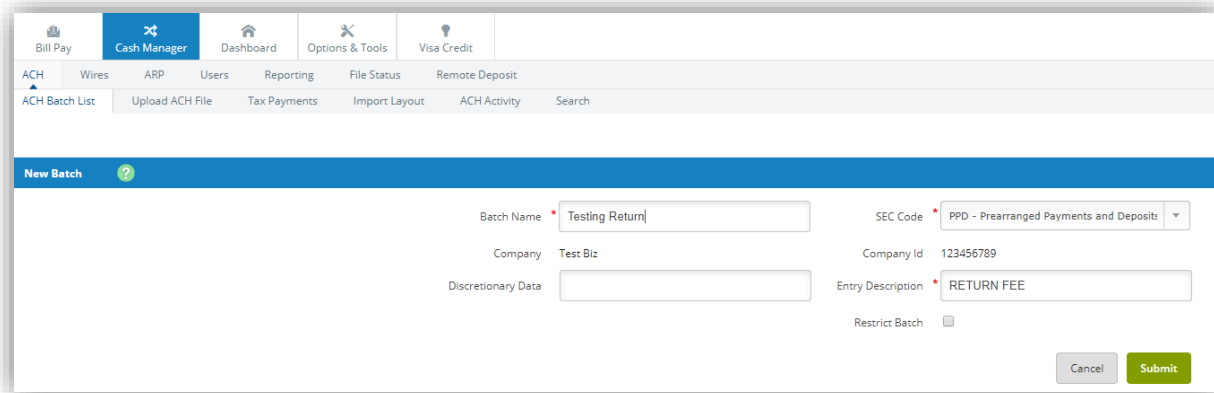 Bill Pay Cash Manager Dashboard Options & Tools Visa Credit
ACH Wires ARP Users Reporting File Status Remote Deposit
ACH Batch List Upload ACH File Tax Payments Import Layout ACH Activity Search
New Batch ?
Batch Name * Testing Return SEC Code * PPD - Prearranged Payments and Deposits
Company Test Biz Company Id 123456789
Discretionary Data Entry Description * RETURN FEE
Restrict Batch
Cancel Submit